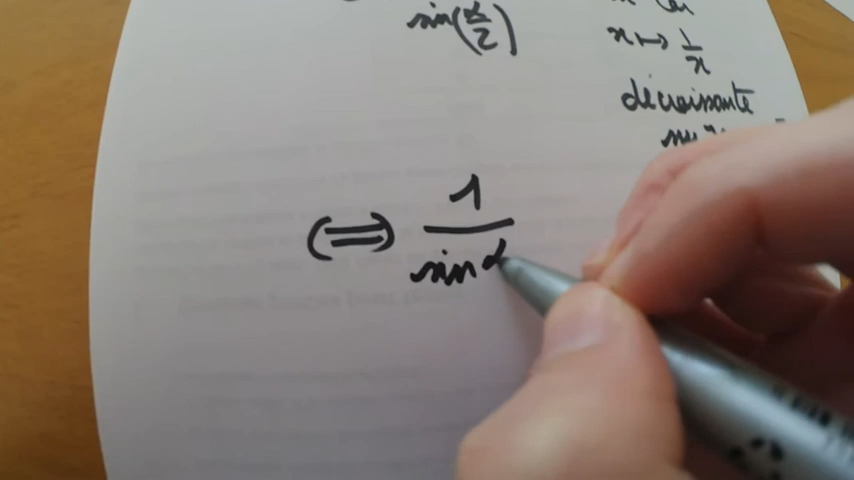 sin(α/2)
x ↦ 1/x
décroissante
(⇔) 1/sin α